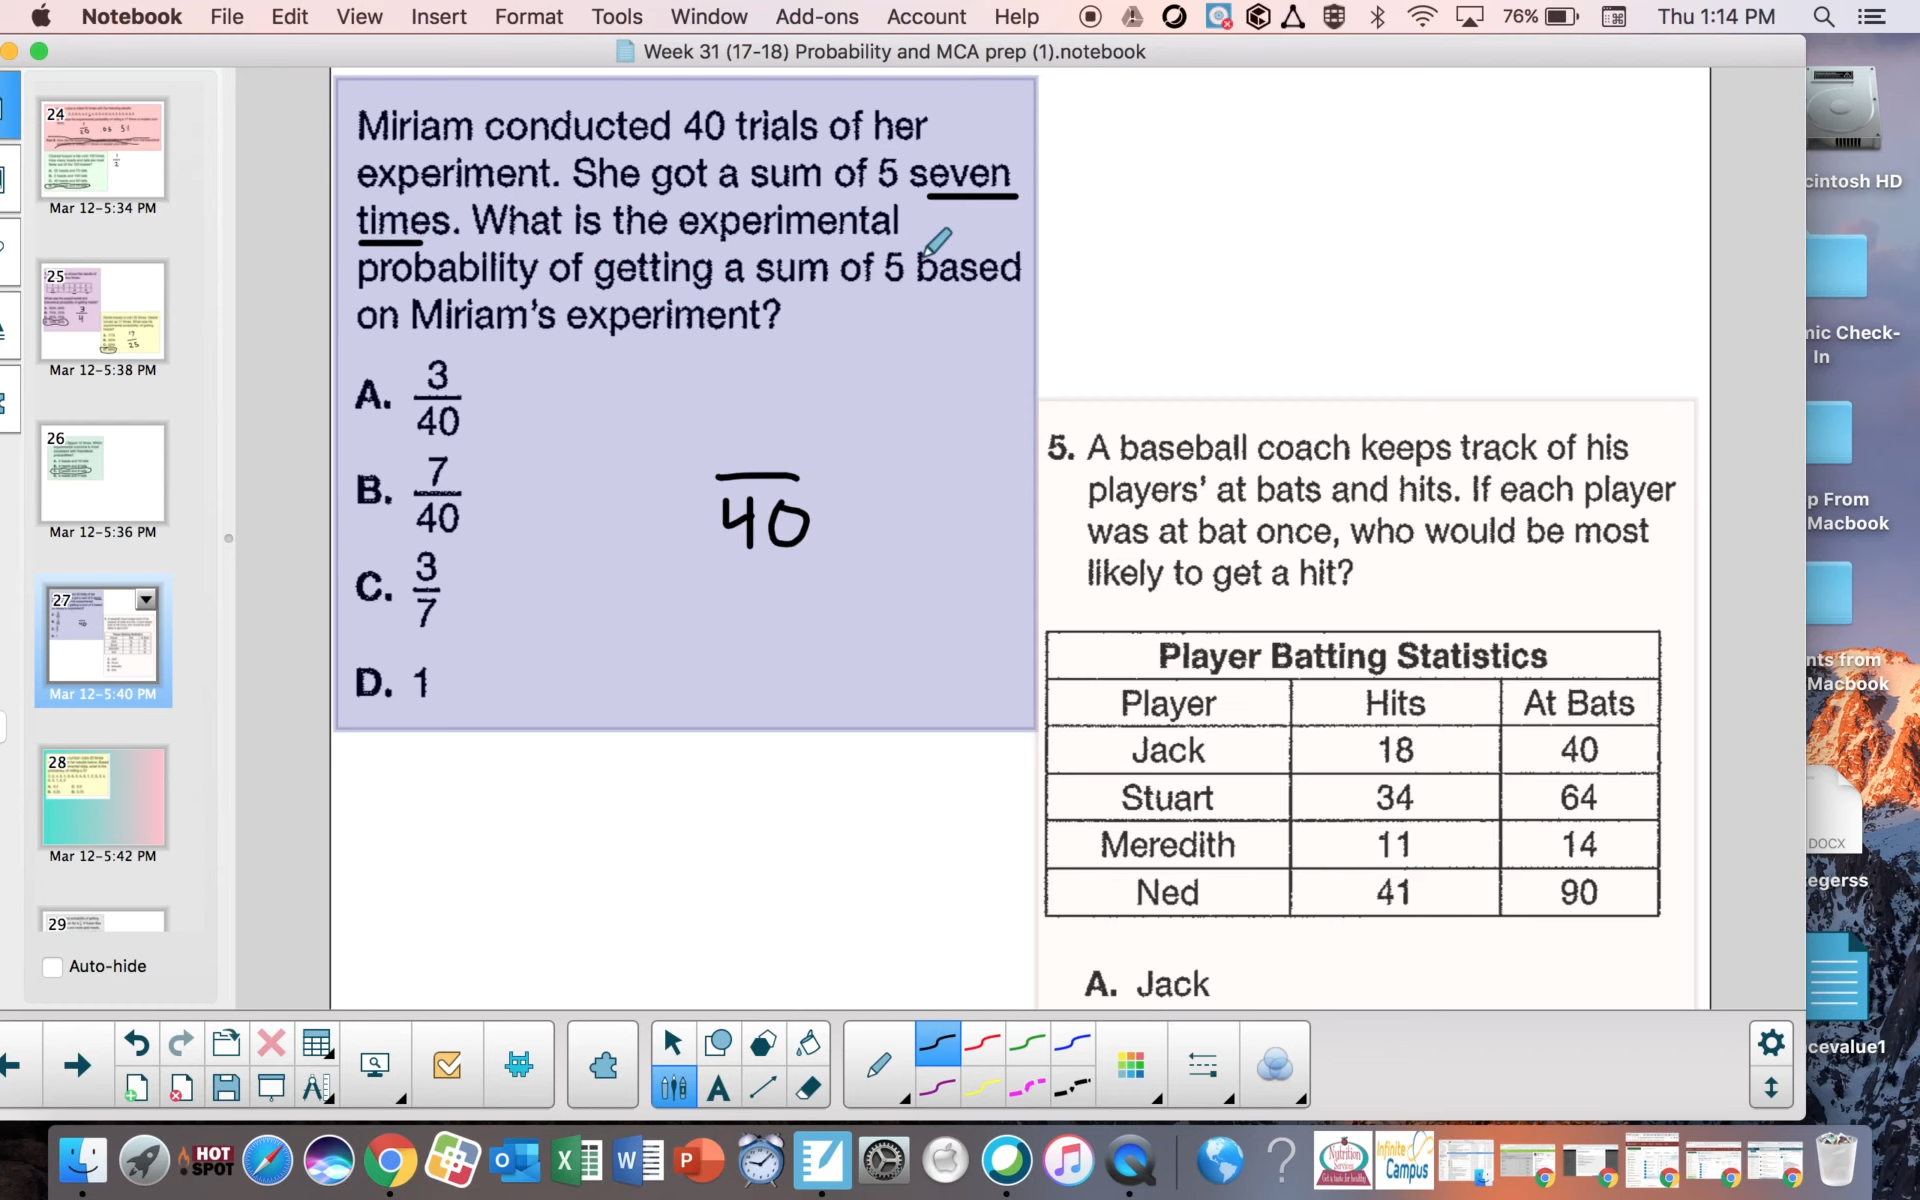 Notebook File Edit View Insert Format Tools Window Add-ons Account Help 76% Thu 1:14 PM
Week 31 (17-18) Probability and MCA prep (1).notebook
24
Mar 12-5:34 PM
25
Mar 12-5:38 PM
26
Mar 12-5:36 PM
27
Mar 12-5:40 PM
28
Mar 12-5:42 PM
29
Auto-hide
Miriam conducted 40 trials of her
experiment. She got a sum of 5 seven
times. What is the experimental
probability of getting a sum of 5 based
on Miriam's experiment?
A. 3/40
B. 7/40
C. 3/7
D. 1
40
5. A baseball coach keeps track of his
players' at bats and hits. If each player
was at bat once, who would be most
likely to get a hit?
Player Batting Statistics
Player Hits At Bats
Jack 18 40
Stuart 34 64
Meredith 11 14
Ned 41 90
A. Jack
cintosh HD
mic Check-
In
p From
Macbook
nts from
Macbook
DOCX
egerss
cevalue1
HOT
SPOT
Nutrition
Services
Infinite
Campus